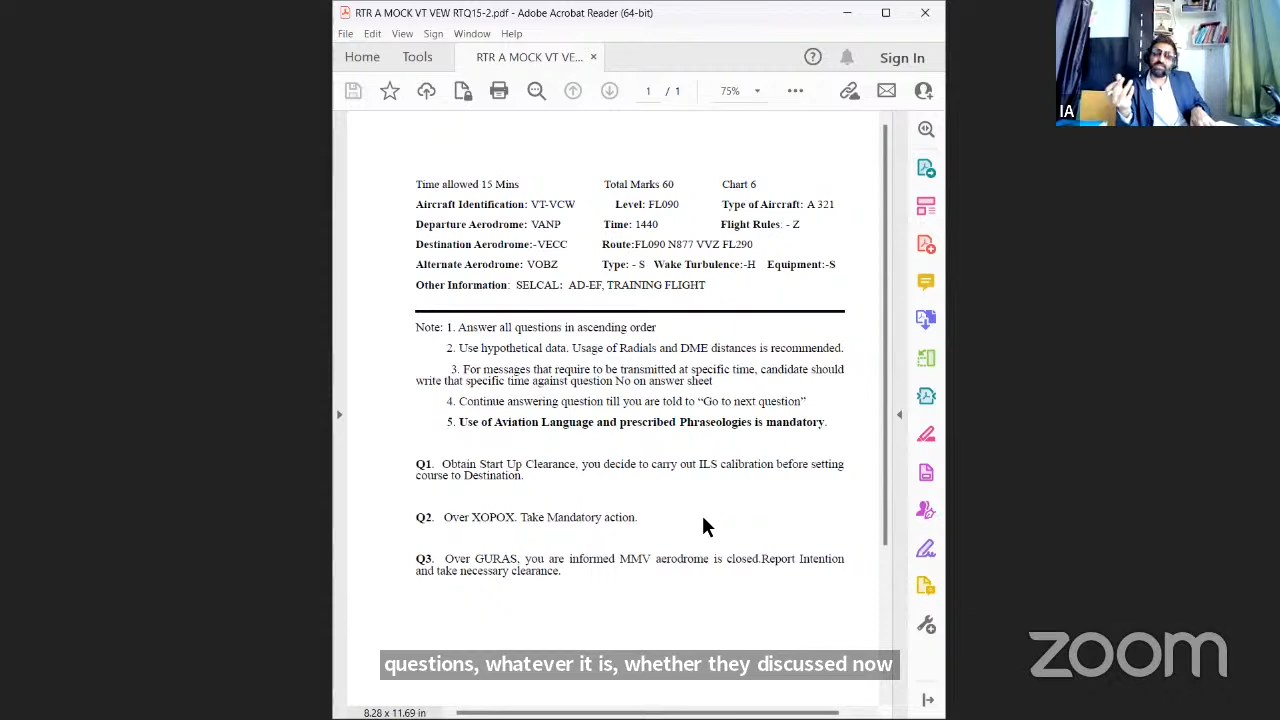 RTR A MOCK VT VEW RTQ15-2.pdf - Adobe Acrobat Reader (64-bit)
File Edit View Sign Window Help
Home Tools RTR A MOCK VT VE... × Sign In
1 / 1 75%
Time allowed 15 Mins Total Marks 60 Chart 6
Aircraft Identification: VT-VCW Level: FL090 Type of Aircraft: A 321
Departure Aerodrome: VANP Time: 1440 Flight Rules: - Z
Destination Aerodrome:-VECC Route:FL090 N877 VVZ FL290
Alternate Aerodrome: VOBZ Type: - S Wake Turbulence:-H Equipment:-S
Other Information: SELCAL: AD-EF, TRAINING FLIGHT
Note: 1. Answer all questions in ascending order
2. Use hypothetical data. Usage of Radials and DME distances is recommended.
3. For messages that require to be transmitted at specific time, candidate should
write that specific time against question No on answer sheet
4. Continue answering question till you are told to “Go to next question”
5. Use of Aviation Language and prescribed Phraseologies is mandatory.
Q1. Obtain Start Up Clearance, you decide to carry out ILS calibration before setting
course to Destination.
Q2. Over XOPOX. Take Mandatory action.
Q3. Over GURAS, you are informed MMV aerodrome is closed.Report Intention
and take necessary clearance.
questions, whatever it is, whether they discussed now
8.28 x 11.69 in
IA
zoom